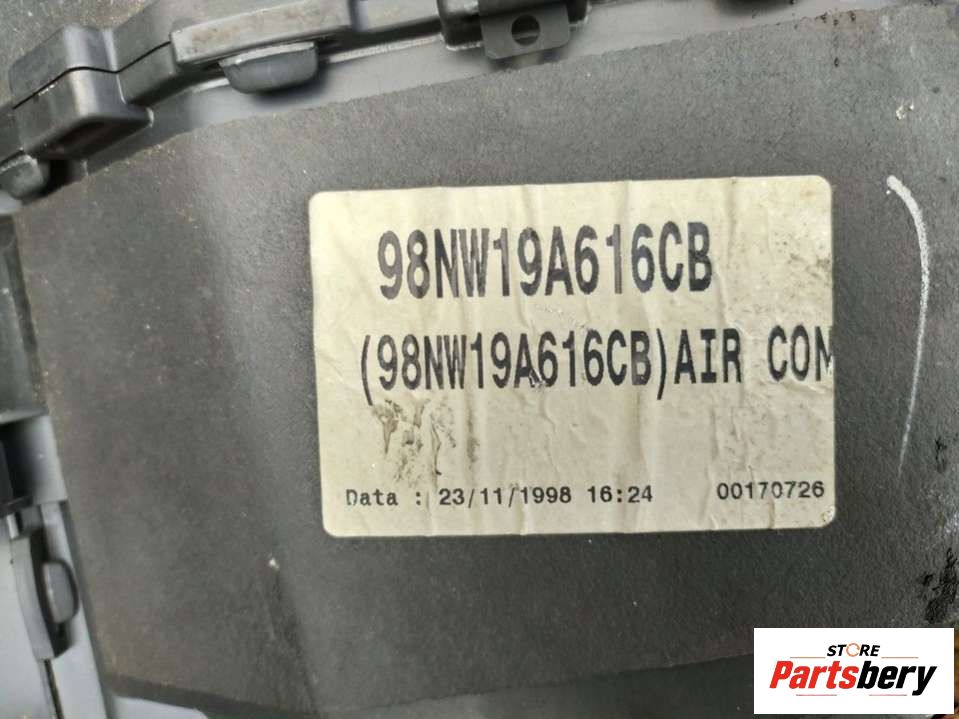 98NW19A616CB
(98NW19A616CB)AIR COM
Data : 23/11/1998 16:24 00170726
STORE
Partsbery